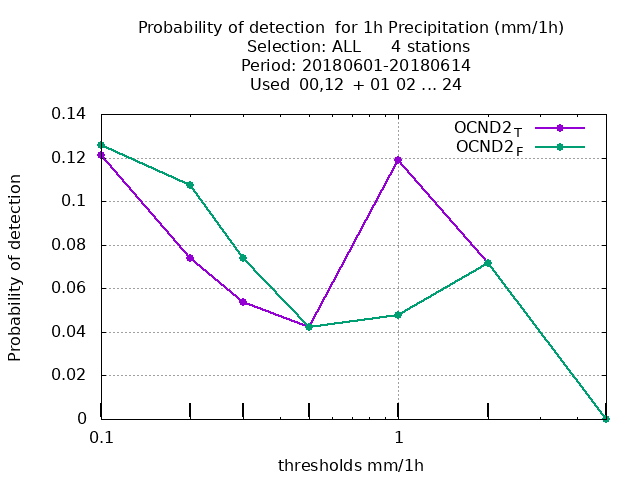 Probability of detection  for 1h Precipitation (mm/1h)
Selection: ALL      4 stations
Period: 20180601-20180614
Used  00,12  + 01 02 ... 24
OCND2_T
OCND2_F
0.14
0.12
0.1
0.08
0.06
0.04
0.02
0
Probability of detection
0.1 1
thresholds mm/1h